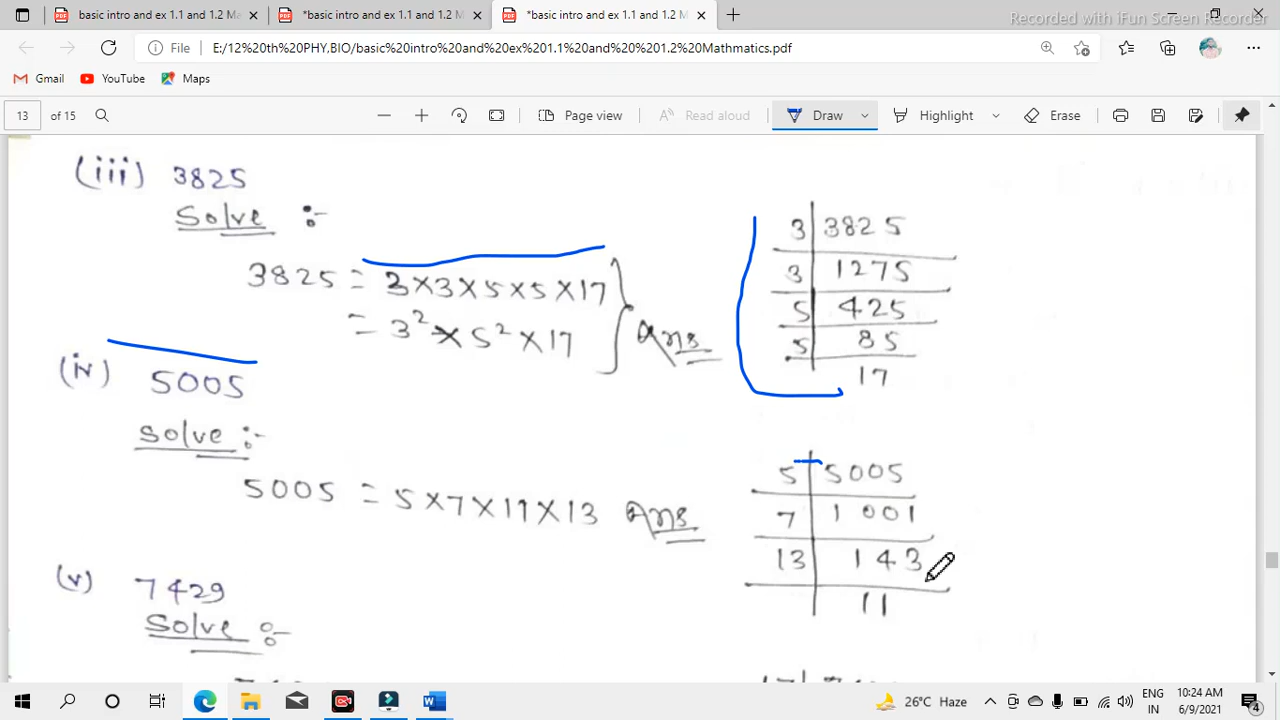 *basic intro and ex 1.1 and 1.2 M
*basic intro and ex 1.1 and 1.2 M
*basic intro and ex 1.1 and 1.2 M
Recorded with iFun Screen Recorder
File E:/12%20th%20PHY.BIO/basic%20intro%20and%20ex%201.1%20and%20%201.2%20Mathmatics.pdf
Gmail YouTube Maps
13 of 15 Page view Read aloud Draw Highlight Erase
(iii) 3825
Solve :-
3825 = 3×3×5×5×17
= 3²×5²×17
Ans
3 3825
3 1275
5 425
5 85
17
(iv) 5005
Solve :-
5005 = 5×7×11×13 Ans
5 5005
7 1001
13 143
11
(v) 7429
Solve :-
26°C Haze
ENG
IN
10:24 AM
6/9/2021
4